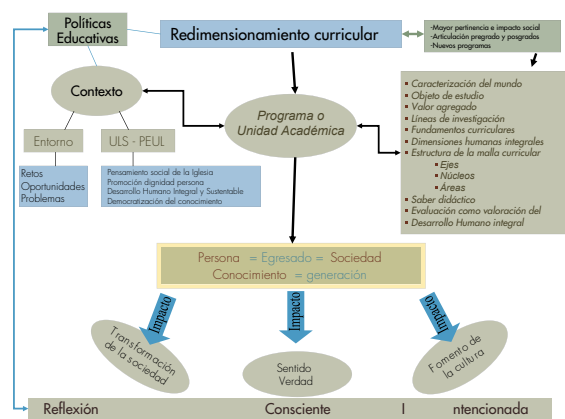 Políticas
Educativas
Redimensionamiento curricular
-Mayor pertinencia e impacto social
-Articulación pregrado y posgrados
-Nuevos programas
Contexto
Programa o
Unidad Académica
▪ Caracterización del mundo
▪ Objeto de estudio
▪ Valor agregado
▪ Líneas de investigación
▪ Fundamentos curriculares
▪ Dimensiones humanas integrales
▪ Estructura de la malla curricular
▪ Ejes
▪ Núcleos
▪ Áreas
▪ Saber didáctico
▪ Evaluación como valoración del
▪ Desarrollo Humano integral
Entorno
ULS - PEUL
Retos
Oportunidades
Problemas
Pensamiento social de la Iglesia
Promoción dignidad persona
Desarrollo Humano Integral y Sustentable
Democratización del conocimiento
Persona = Egresado = Sociedad
Conocimiento = generación
Impacto
Impacto
Impacto
Transformación
de la sociedad
Sentido
Verdad
Fomento de
la cultura
Reflexión Consciente I ntencionada